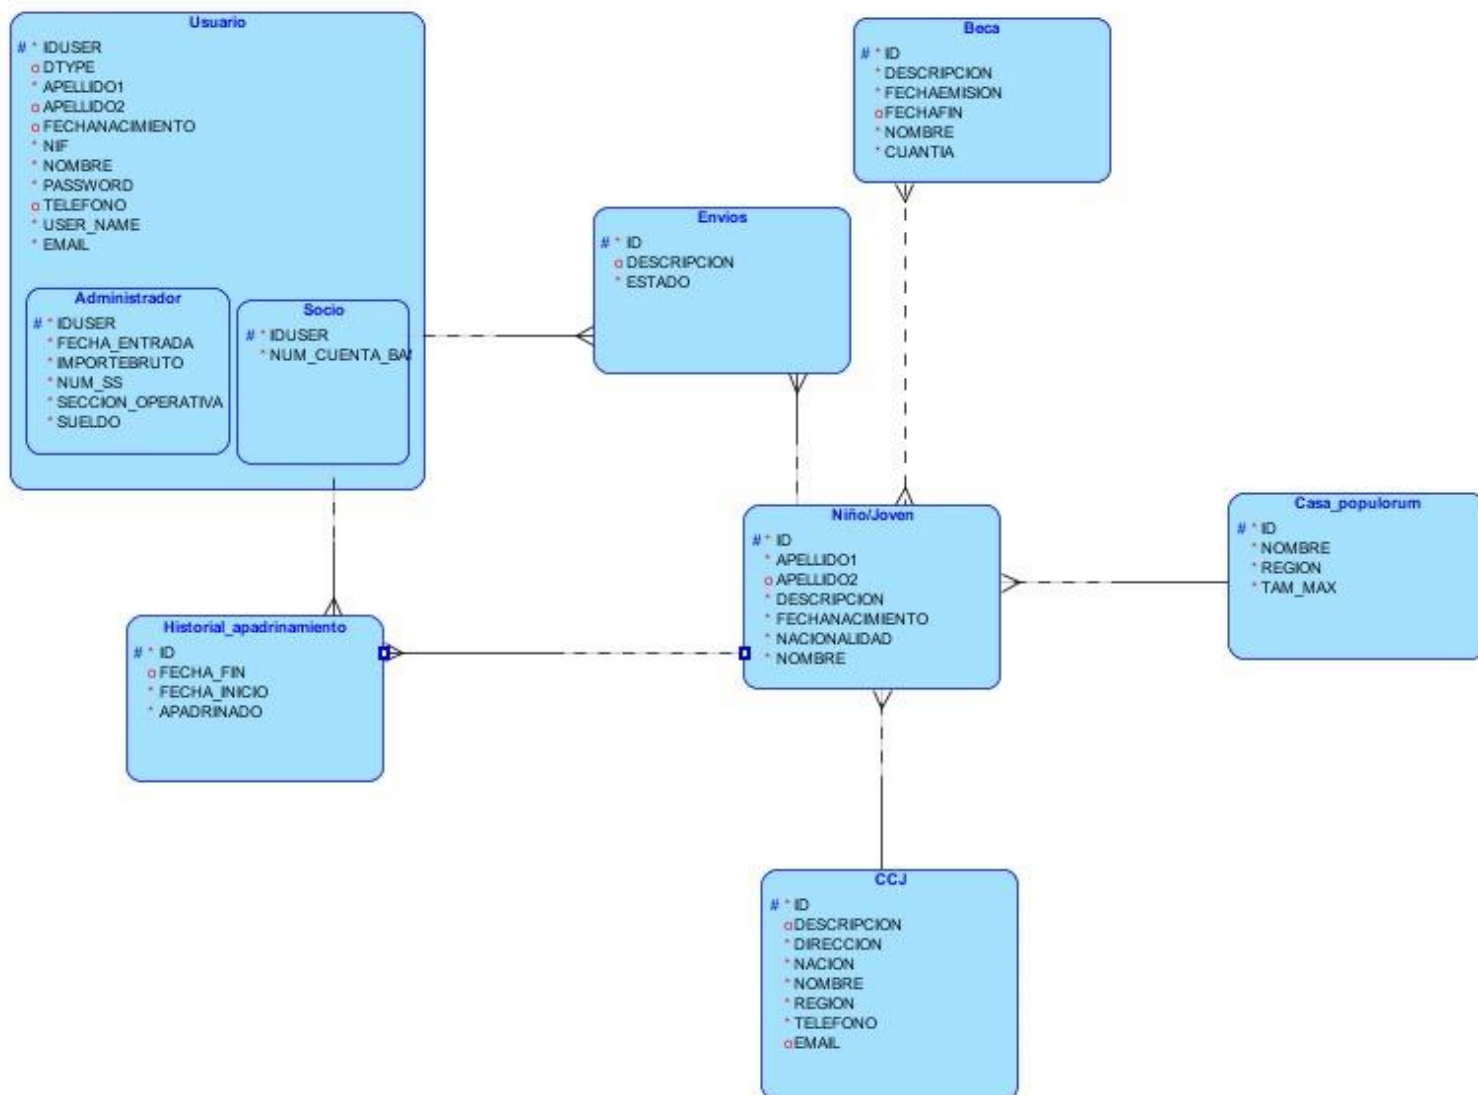 Usuario
# * IDUSER
o DTYPE
* APELLIDO1
o APELLIDO2
o FECHANACIMIENTO
* NIF
* NOMBRE
* PASSWORD
o TELEFONO
* USER_NAME
* EMAIL
Administrador
# * IDUSER
* FECHA_ENTRADA
* IMPORTEBRUTO
* NUM_SS
* SECCION_OPERATIVA
* SUELDO
Socio
# * IDUSER
* NUM_CUENTA_BA
Envios
# * ID
o DESCRIPCION
* ESTADO
Beca
# * ID
* DESCRIPCION
* FECHAEMISION
o FECHAFIN
* NOMBRE
* CUANTIA
Historial_apadrinamiento
# * ID
o FECHA_FIN
* FECHA_INICIO
* APADRINADO
Niño/Joven
# * ID
* APELLIDO1
o APELLIDO2
* DESCRIPCION
* FECHANACIMIENTO
* NACIONALIDAD
* NOMBRE
Casa_populorum
# * ID
* NOMBRE
* REGION
* TAM_MAX
CCJ
# * ID
o DESCRIPCION
* DIRECCION
* NACION
* NOMBRE
* REGION
* TELEFONO
o EMAIL